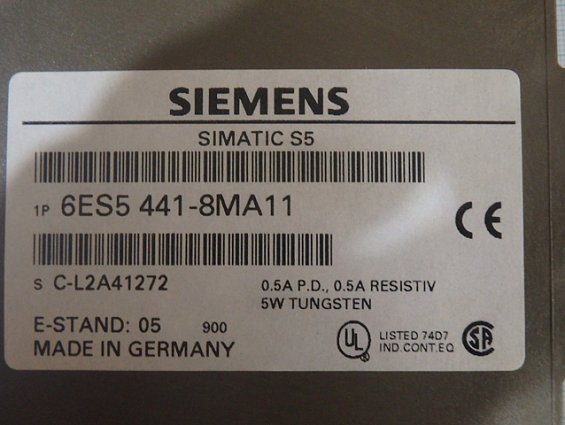 SIEMENS
SIMATIC S5
1P 6ES5 441-8MA11
CE
S C-L2A41272
0.5A P.D., 0.5A RESISTIV
5W TUNGSTEN
E-STAND: 05 900
MADE IN GERMANY
UL LISTED 74D7
IND.CONT.EQ
SA